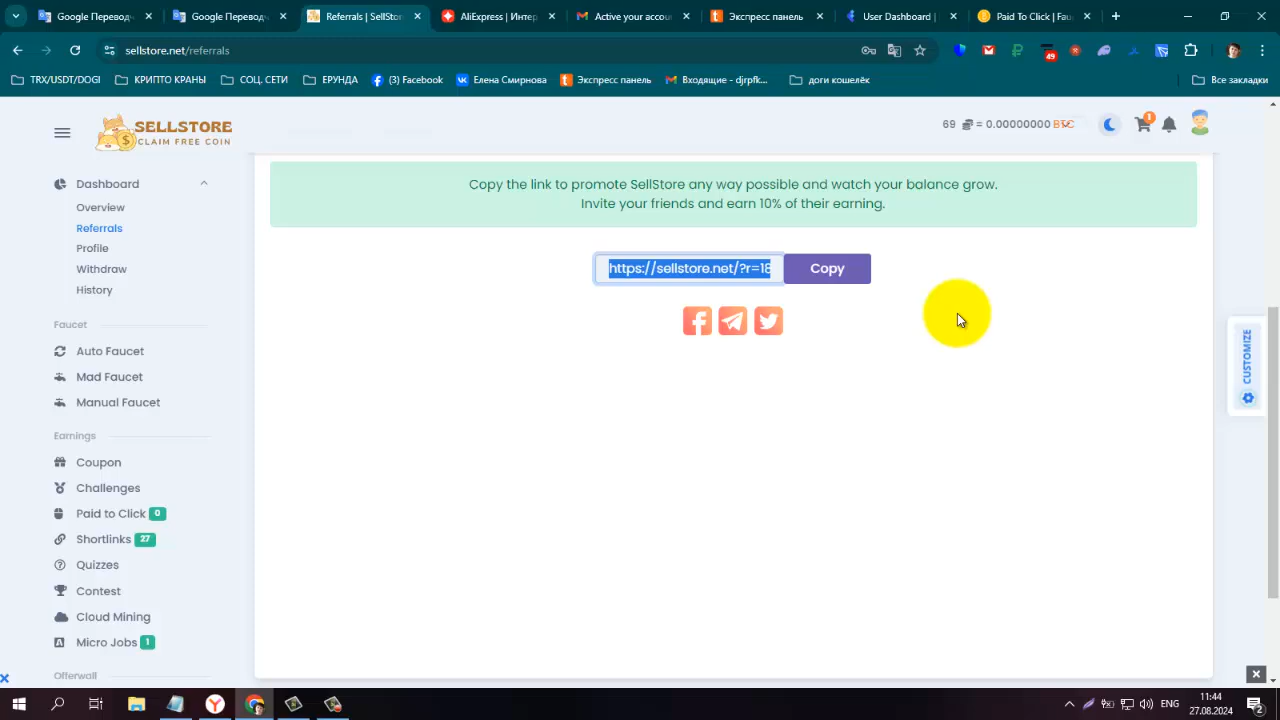 Google Переводч
Google Переводч
Referrals | SellStor
AliExpress | Интер
Active your accou
Экспресс панель
User Dashboard |
Paid To Click | Fau
sellstore.net/referrals
49
TRX/USDT/DOGI
КРИПТО КРАНЫ
СОЦ. СЕТИ
ЕРУНДА
(3) Facebook
Елена Смирнова
Экспресс панель
Входящие - djrpfk...
доги кошелёк
Все закладки
SELLSTORE
CLAIM FREE COIN
69 = 0.00000000 BTC
1
Dashboard
Overview
Referrals
Profile
Withdraw
History
Faucet
Auto Faucet
Mad Faucet
Manual Faucet
Earnings
Coupon
Challenges
Paid to Click 0
Shortlinks 27
Quizzes
Contest
Cloud Mining
Micro Jobs 1
Offerwall
Copy the link to promote SellStore any way possible and watch your balance grow.
Invite your friends and earn 10% of their earning.
https://sellstore.net/?r=18
Copy
CUSTOMIZE
ENG
11:44
27.08.2024
2